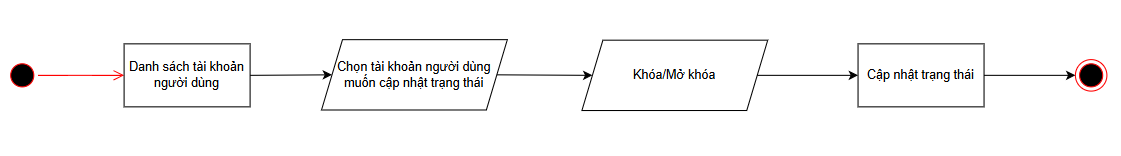 Danh sách tài khoản
người dùng
Chọn tài khoản người dùng
muốn cập nhật trạng thái
Khóa/Mở khóa
Cập nhật trạng thái